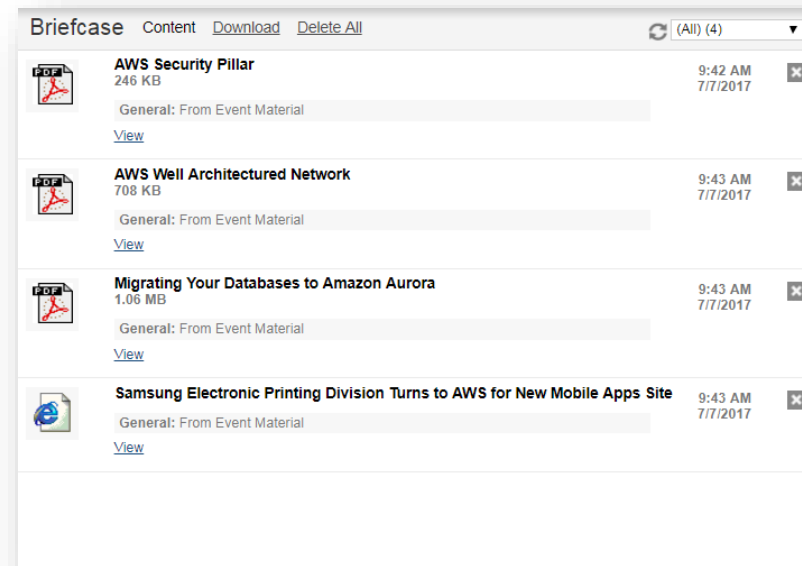 Briefcase Content Download Delete All (All) (4)
AWS Security Pillar
246 KB
9:42 AM
7/7/2017
General: From Event Material
View
AWS Well Architectured Network
708 KB
9:43 AM
7/7/2017
General: From Event Material
View
Migrating Your Databases to Amazon Aurora
1.06 MB
9:43 AM
7/7/2017
General: From Event Material
View
Samsung Electronic Printing Division Turns to AWS for New Mobile Apps Site
9:43 AM
7/7/2017
General: From Event Material
View